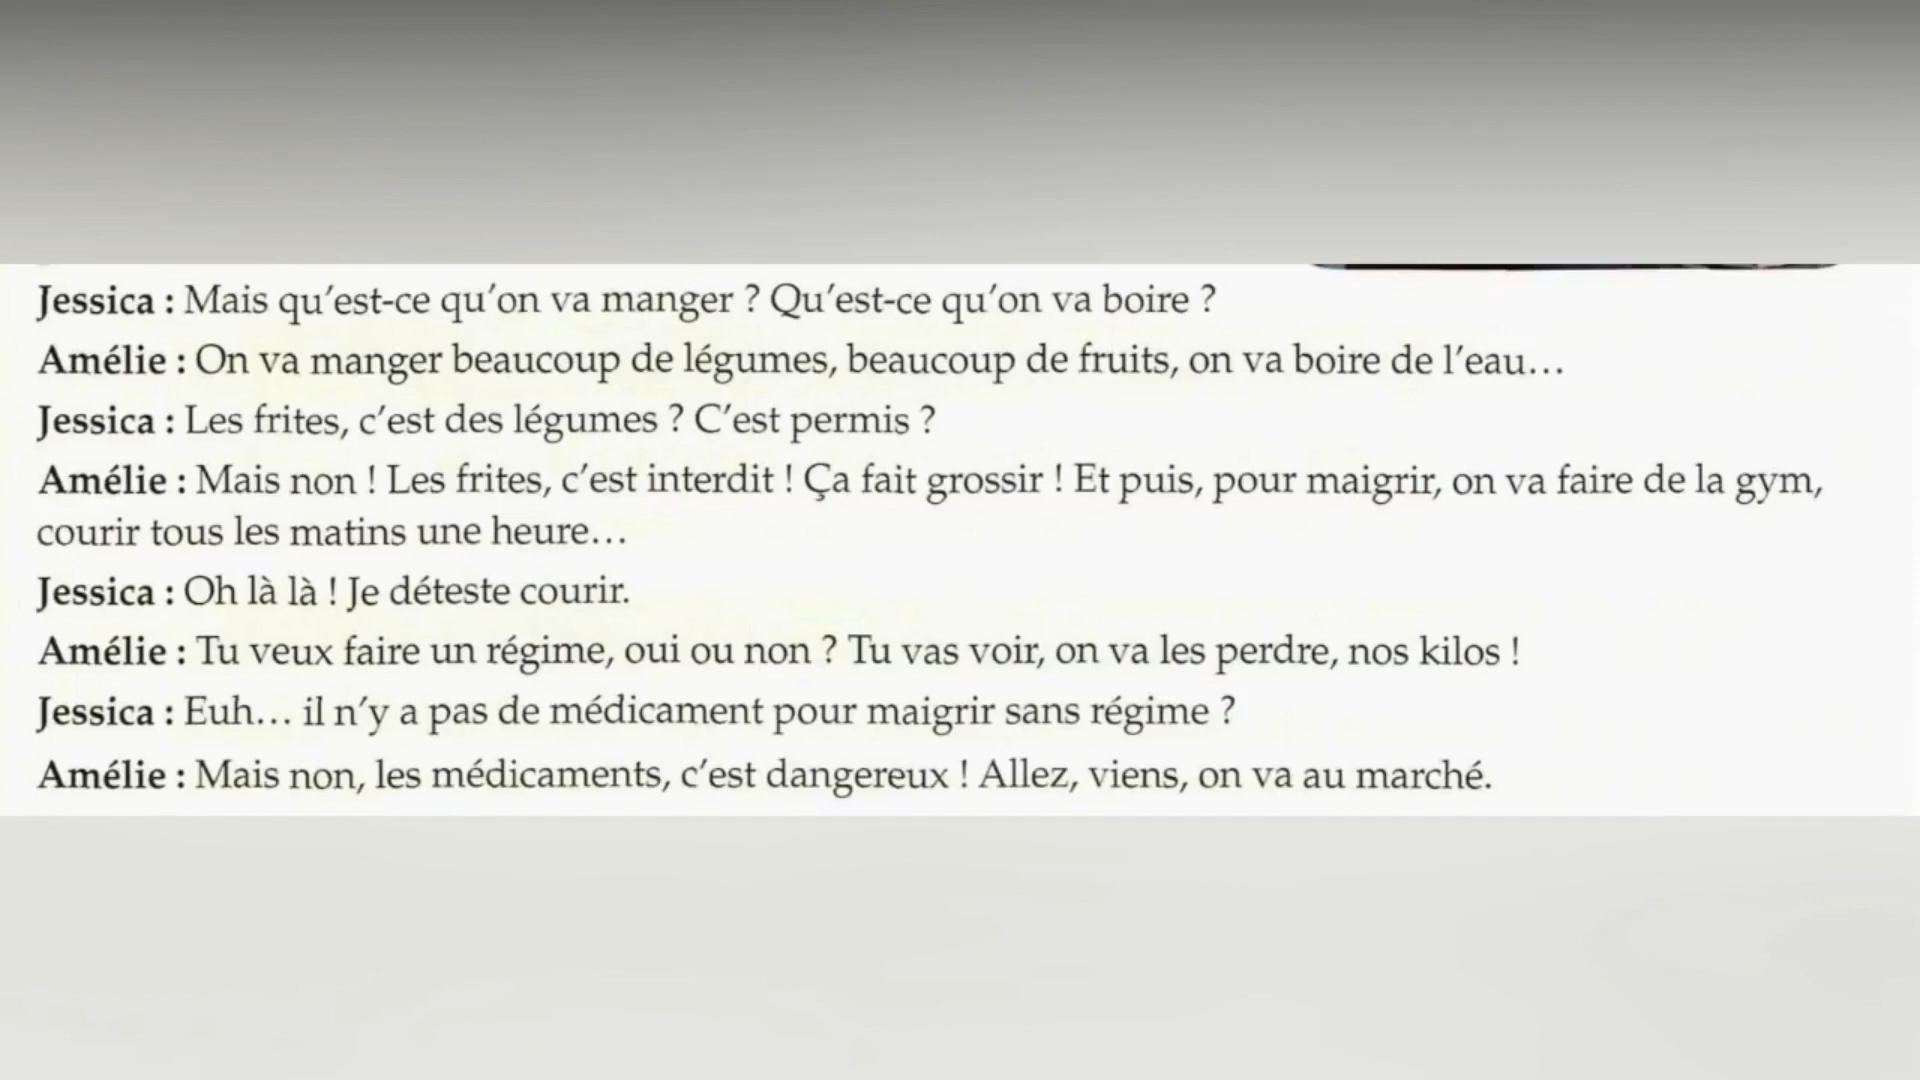 Jessica : Mais qu’est-ce qu’on va manger ? Qu’est-ce qu’on va boire ?
Amélie : On va manger beaucoup de légumes, beaucoup de fruits, on va boire de l’eau…
Jessica : Les frites, c’est des légumes ? C’est permis ?
Amélie : Mais non ! Les frites, c’est interdit ! Ça fait grossir ! Et puis, pour maigrir, on va faire de la gym,
courir tous les matins une heure…
Jessica : Oh là là ! Je déteste courir.
Amélie : Tu veux faire un régime, oui ou non ? Tu vas voir, on va les perdre, nos kilos !
Jessica : Euh… il n’y a pas de médicament pour maigrir sans régime ?
Amélie : Mais non, les médicaments, c’est dangereux ! Allez, viens, on va au marché.